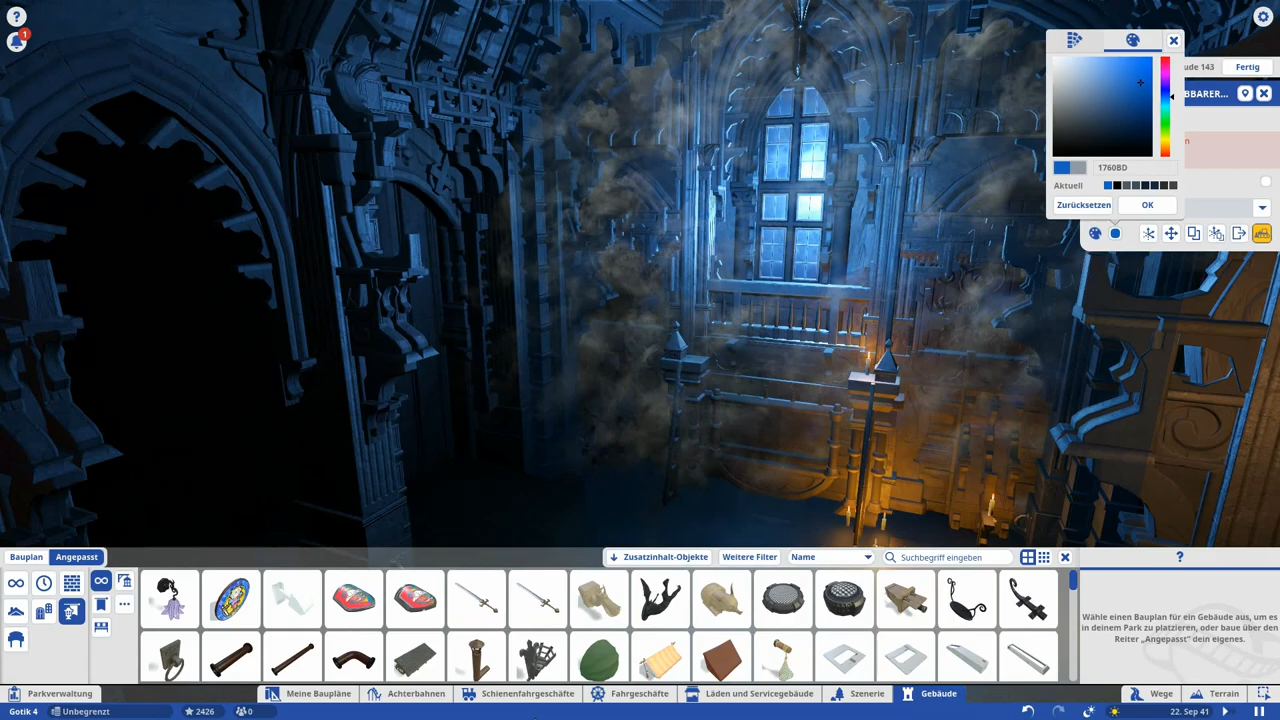 ?
1
ude 143 Fertig
BBARER...
n
1760BD
Aktuell
Zurücksetzen OK
Bauplan Angepasst
Zusatzinhalt-Objekte Weitere Filter Name Suchbegriff eingeben ?
Wähle einen Bauplan für ein Gebäude aus, um es
in deinem Park zu platzieren, oder baue über den
Reiter „Angepasst“ dein eigenes.
Parkverwaltung Meine Baupläne Achterbahnen Schienenfahrgeschäfte Fahrgeschäfte Läden und Servicegebäude Szenerie Gebäude Wege Terrain
Gotik 4 Unbegrenzt 2426 0 22. Sep 41